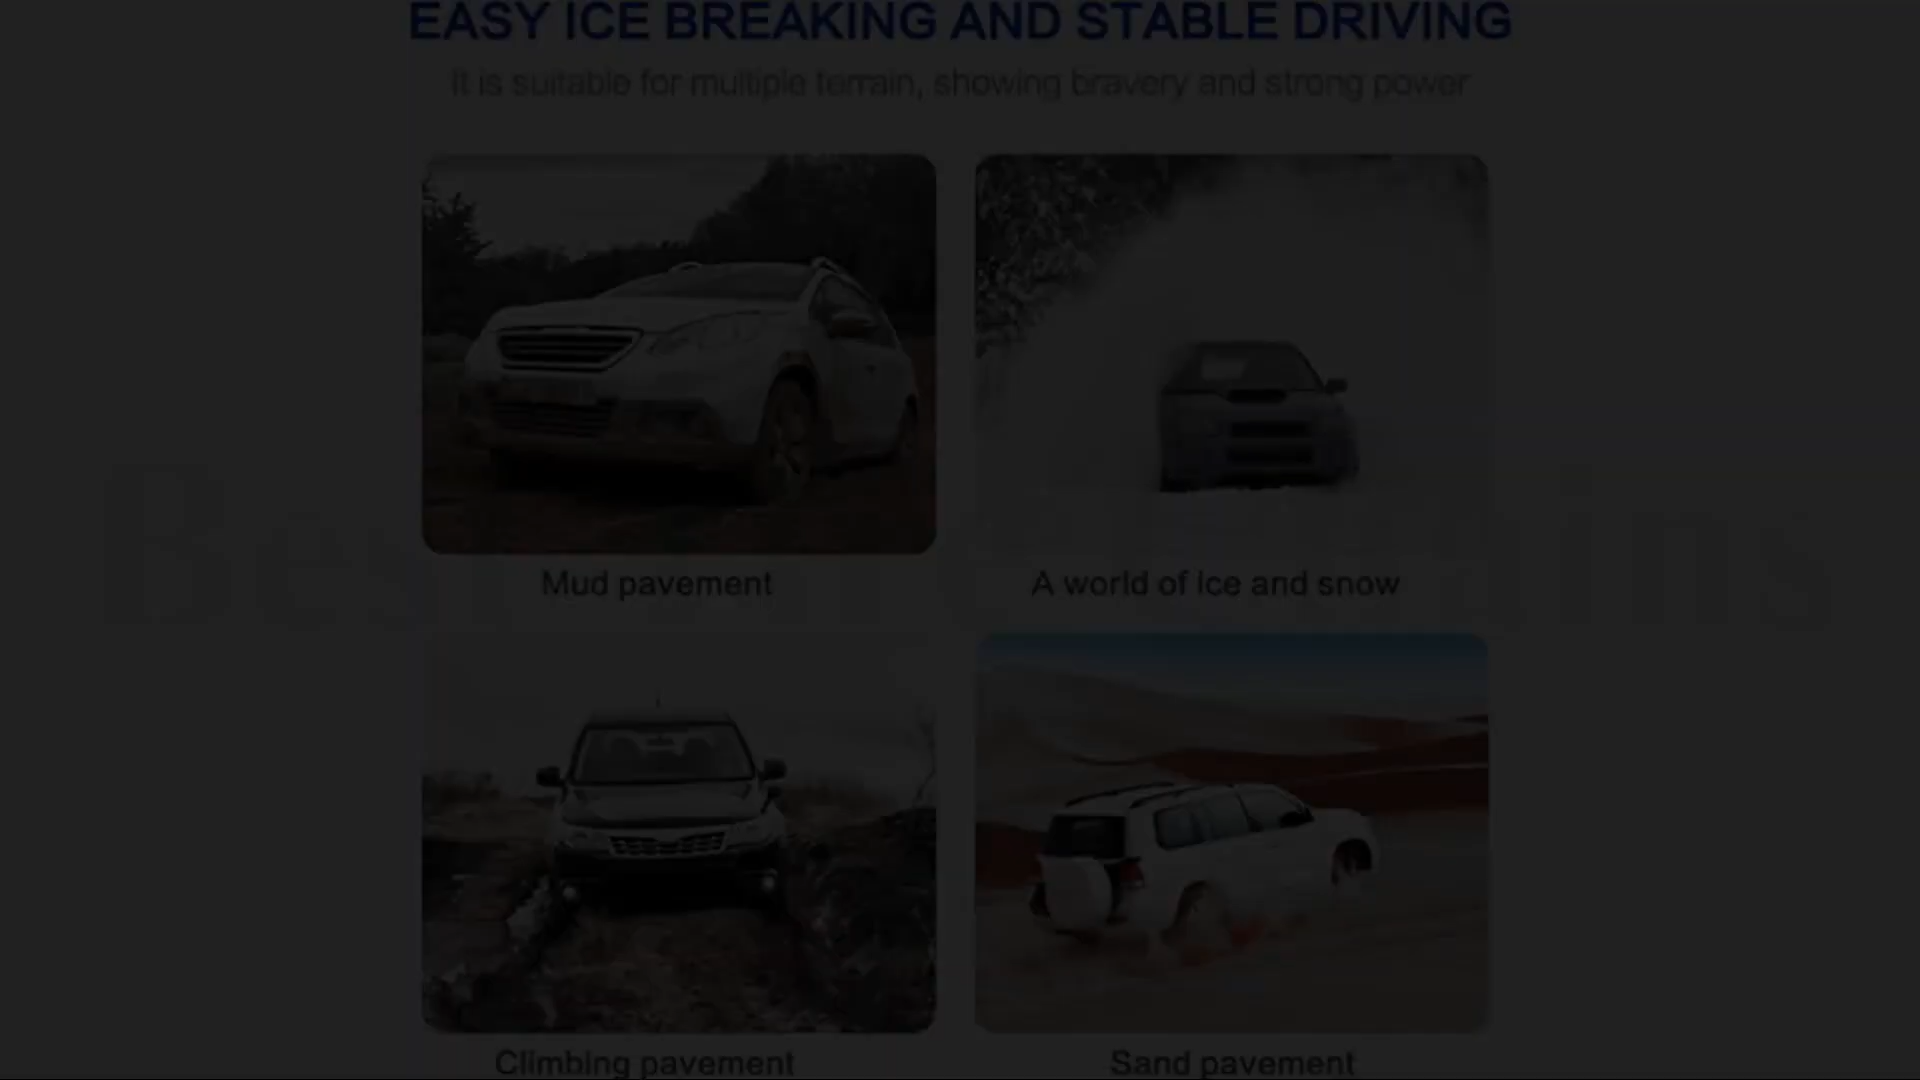 EASY ICE BREAKING AND STABLE DRIVING
It is suitable for multiple terrain, showing bravery and strong power
Mud pavement
A world of ice and snow
Climbing pavement
Sand pavement